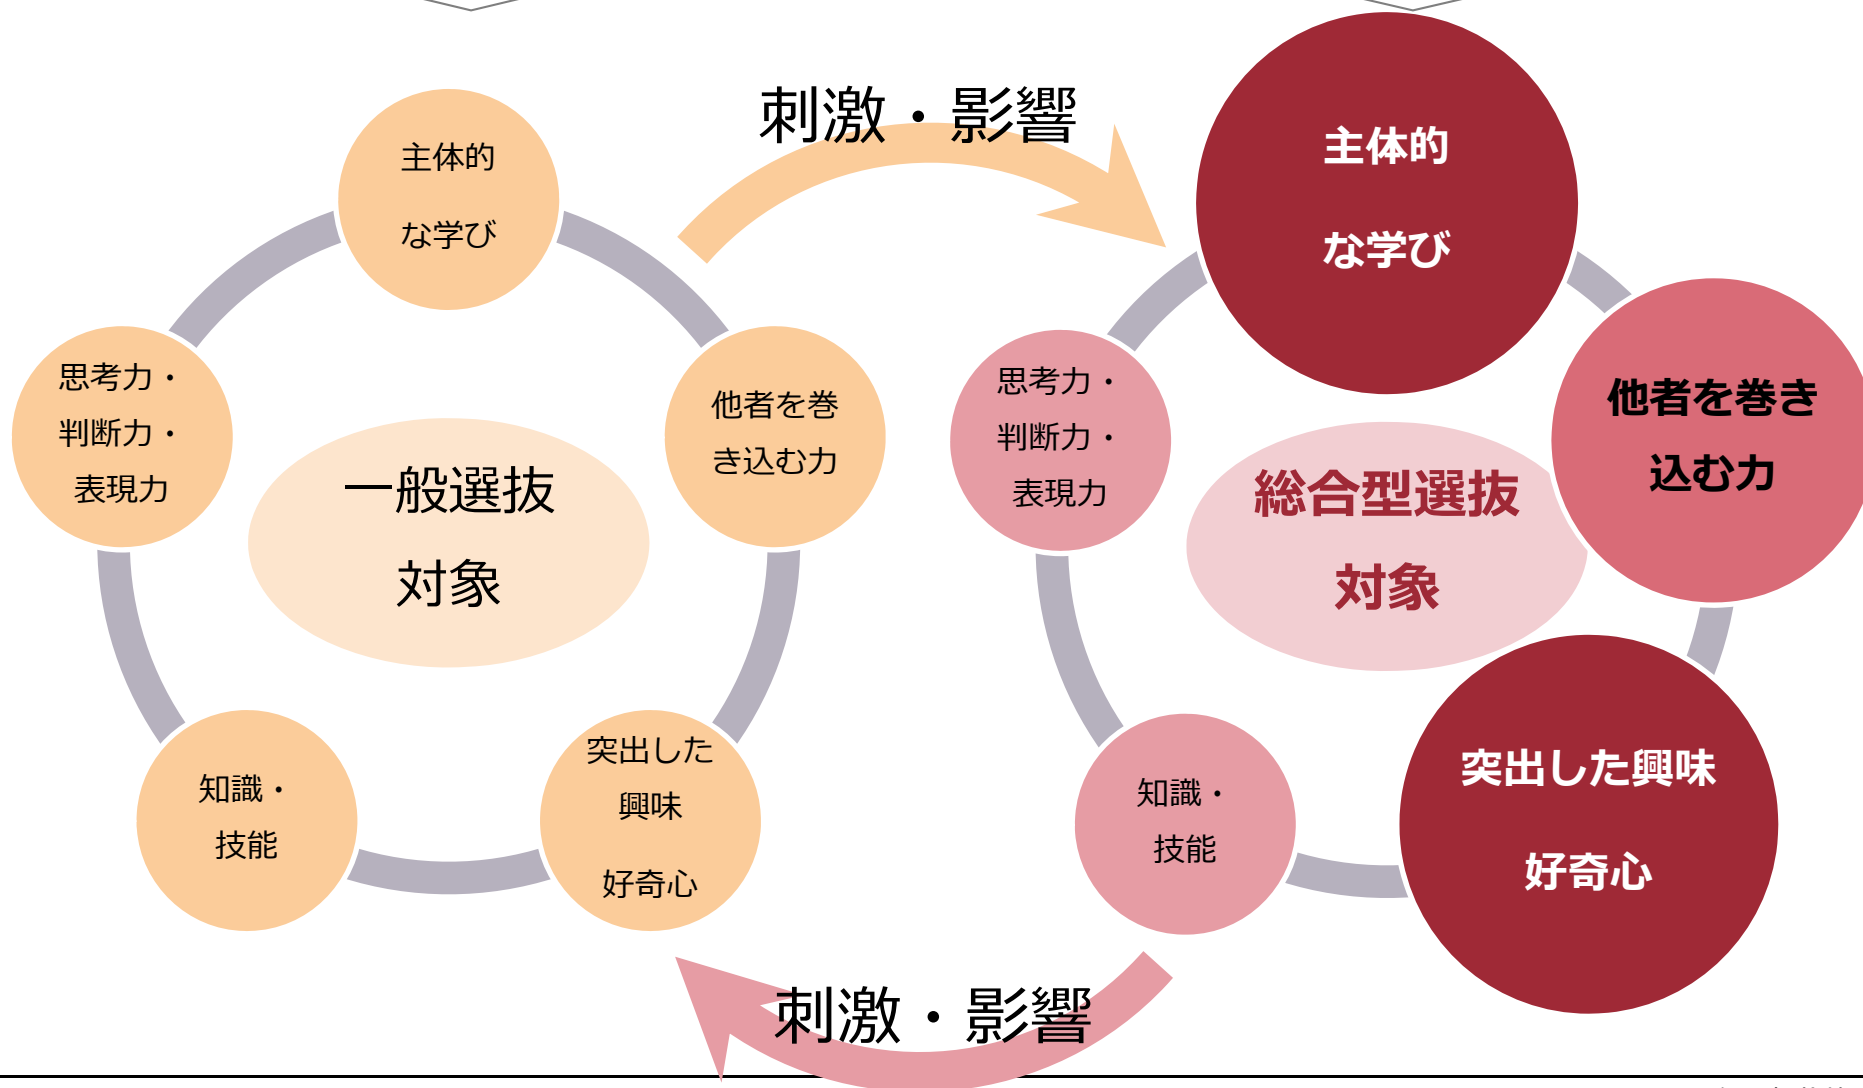 刺激・影響
主体的
な学び
思考力・
判断力・
表現力
他者を巻
き込む力
一般選抜
対象
知識・
技能
突出した
興味
好奇心
主体的
な学び
思考力・
判断力・
表現力
他者を巻き
込む力
総合型選抜
対象
知識・
技能
突出した興味
好奇心
刺激・影響